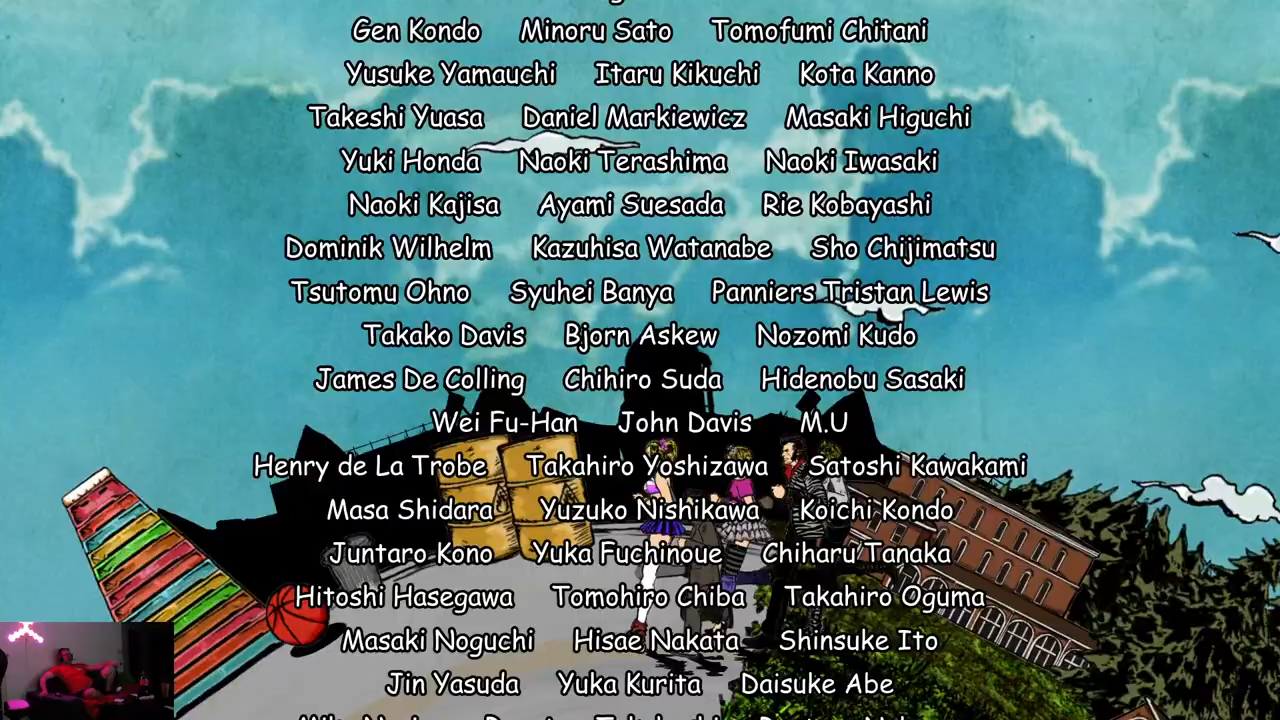 Gen Kondo Minoru Sato Tomofumi Chitani
Yusuke Yamauchi Itaru Kikuchi Kota Kanno
Takeshi Yuasa Daniel Markiewicz Masaki Higuchi
Yuki Honda Naoki Terashima Naoki Iwasaki
Naoki Kajisa Ayami Suesada Rie Kobayashi
Dominik Wilhelm Kazuhisa Watanabe Sho Chijimatsu
Tsutomu Ohno Syuhei Banya Panniers Tristan Lewis
Takako Davis Bjorn Askew Nozomi Kudo
James De Colling Chihiro Suda Hidenobu Sasaki
Wei Fu-Han John Davis M.U
Henry de La Trobe Takahiro Yoshizawa Satoshi Kawakami
Masa Shidara Yuzuko Nishikawa Koichi Kondo
Juntaro Kono Yuka Fuchinoue Chiharu Tanaka
Hitoshi Hasegawa Tomohiro Chiba Takahiro Oguma
Masaki Noguchi Hisae Nakata Shinsuke Ito
Jin Yasuda Yuka Kurita Daisuke Abe